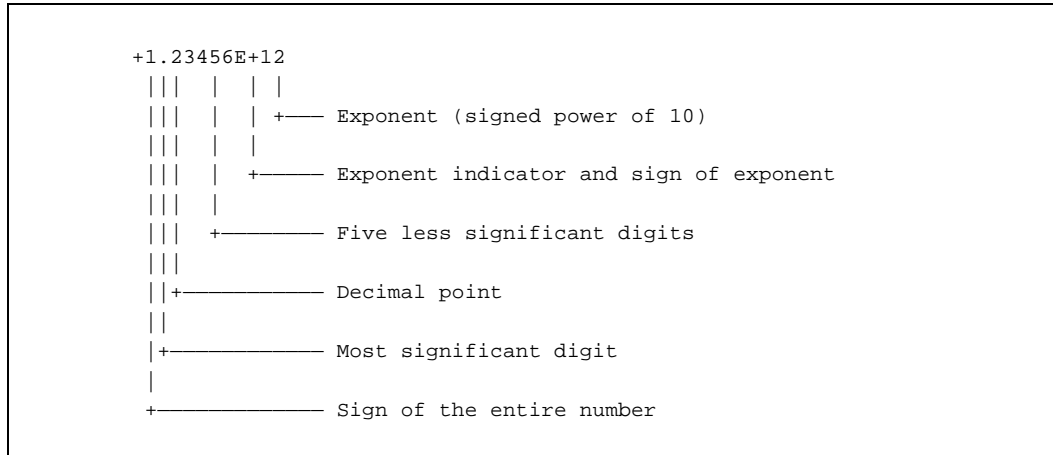 +1.23456E+12
||| | | |
||| | | +——— Exponent (signed power of 10)
||| | |
||| | +————— Exponent indicator and sign of exponent
||| |
||| +———————— Five less significant digits
|||
||+——————————— Decimal point
||
|+———————————— Most significant digit
|
+————————————— Sign of the entire number